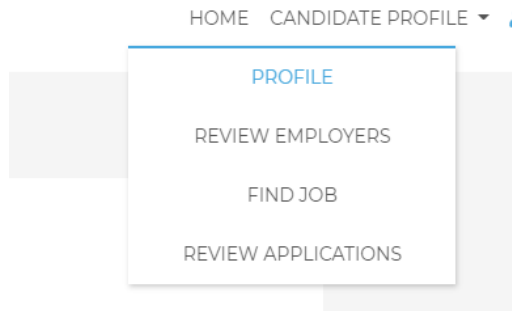 HOME CANDIDATE PROFILE
PROFILE
REVIEW EMPLOYERS
FIND JOB
REVIEW APPLICATIONS